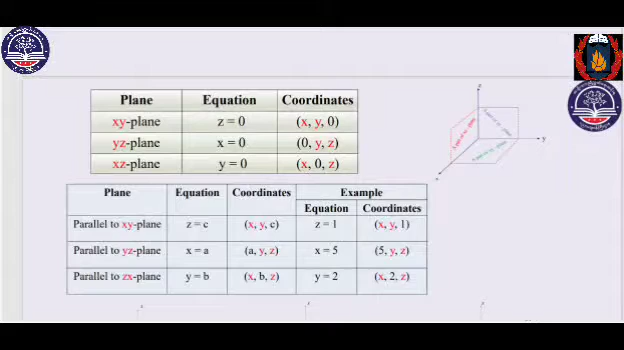 Plane Equation Coordinates
xy-plane z = 0 (x, y, 0)
yz-plane x = 0 (0, y, z)
xz-plane y = 0 (x, 0, z)
Plane Equation Coordinates Example
Equation Coordinates
Parallel to xy-plane z = c (x, y, c) z = 1 (x, y, 1)
Parallel to yz-plane x = a (a, y, z) x = 5 (5, y, z)
Parallel to zx-plane y = b (x, b, z) y = 2 (x, 2, z)
y